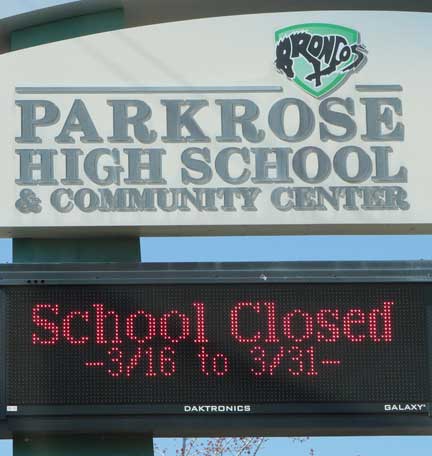 BRONCOS
PARKROSE
HIGH SCHOOL
& COMMUNITY CENTER
School Closed
-3/16 to 3/31-
DAKTRONICS GALAXY